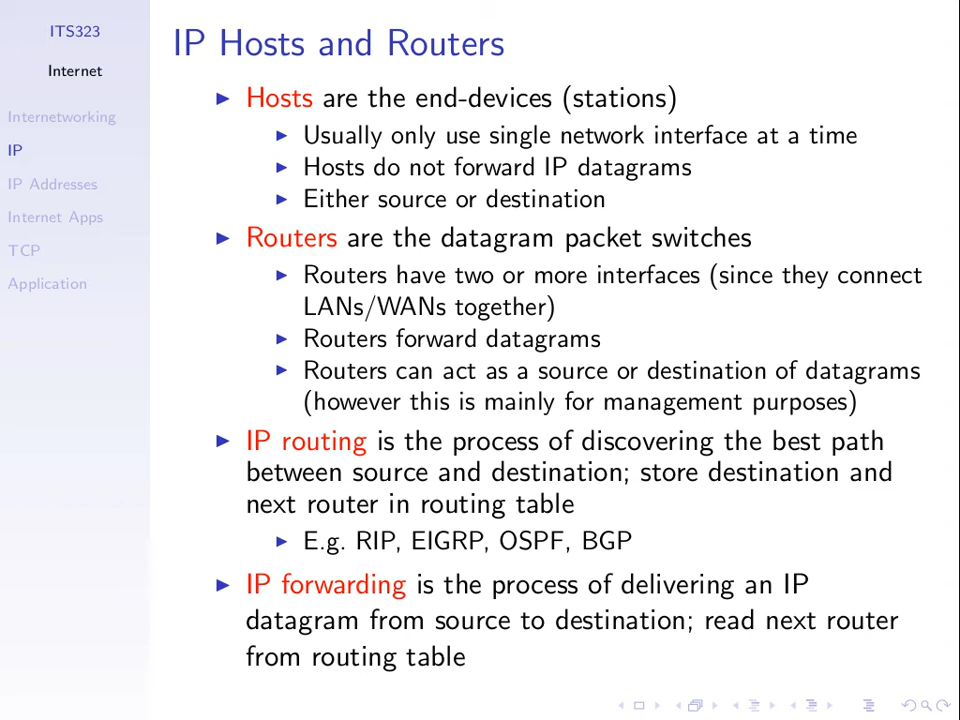 ITS323
Internet
Internetworking
IP
IP Addresses
Internet Apps
TCP
Application
IP Hosts and Routers
Hosts are the end-devices (stations)
Usually only use single network interface at a time
Hosts do not forward IP datagrams
Either source or destination
Routers are the datagram packet switches
Routers have two or more interfaces (since they connect
LANs/WANs together)
Routers forward datagrams
Routers can act as a source or destination of datagrams
(however this is mainly for management purposes)
IP routing is the process of discovering the best path
between source and destination; store destination and
next router in routing table
E.g. RIP, EIGRP, OSPF, BGP
IP forwarding is the process of delivering an IP
datagram from source to destination; read next router
from routing table